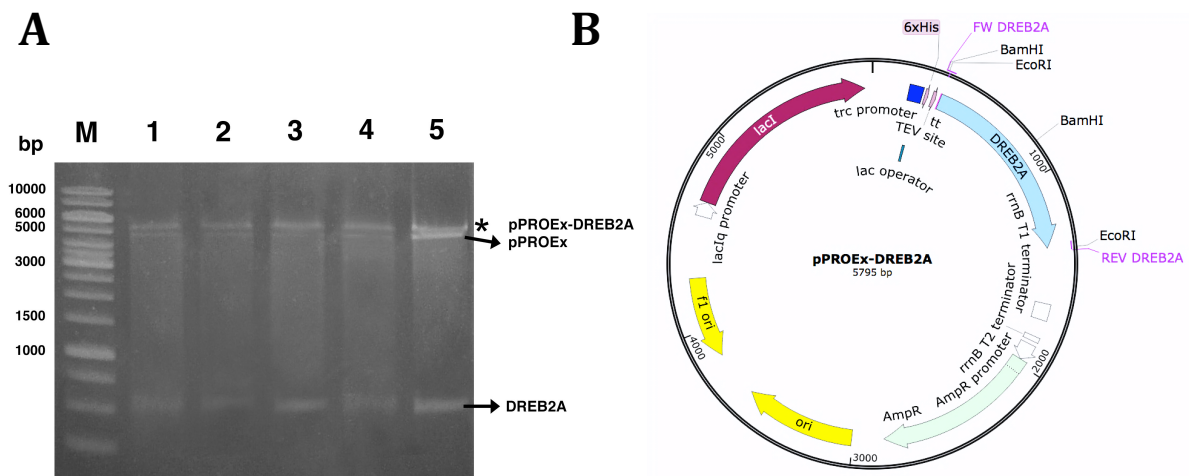 A
B
M 1 2 3 4 5
bp
10000
6000
5000
3000
1500
1000
* pPROEx-DREB2A
pPROEx
DREB2A
6xHis
FW DREB2A
BamHI
EcoRI
BamHI
trc promoter
tt
TEV site
lac operator
DREB2A
1000
lacI
5000
lacIq promoter
rrnB T1 terminator
EcoRI
REV DREB2A
pPROEx-DREB2A
5795 bp
rrnB T2 terminator
AmpR promoter
2000
f1 ori
4000
ori
AmpR
3000